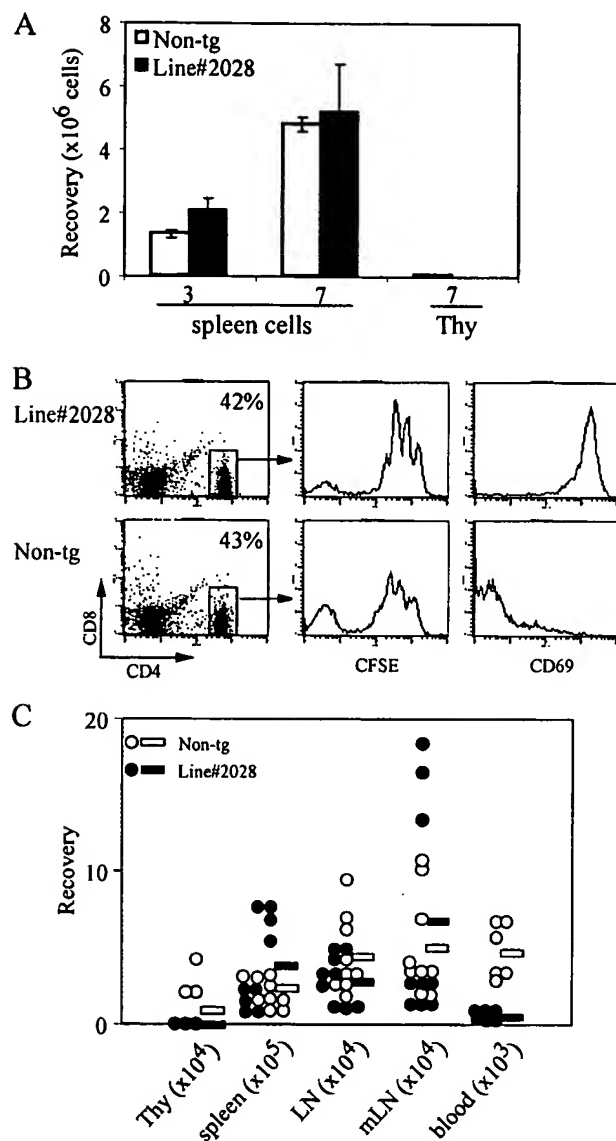 A
Non-tg
Line#2028
Recovery (x10⁶ cells)
8
6
4
2
0
3
7
7
spleen cells
Thy
B
Line#2028
42%
Non-tg
43%
CD8
CD4
CFSE
CD69
C
Non-tg
Line#2028
Recovery
20
10
0
Thy (x10⁴)
spleen (x10⁵)
LN (x10⁴)
mLN (x10⁴)
blood (x10³)